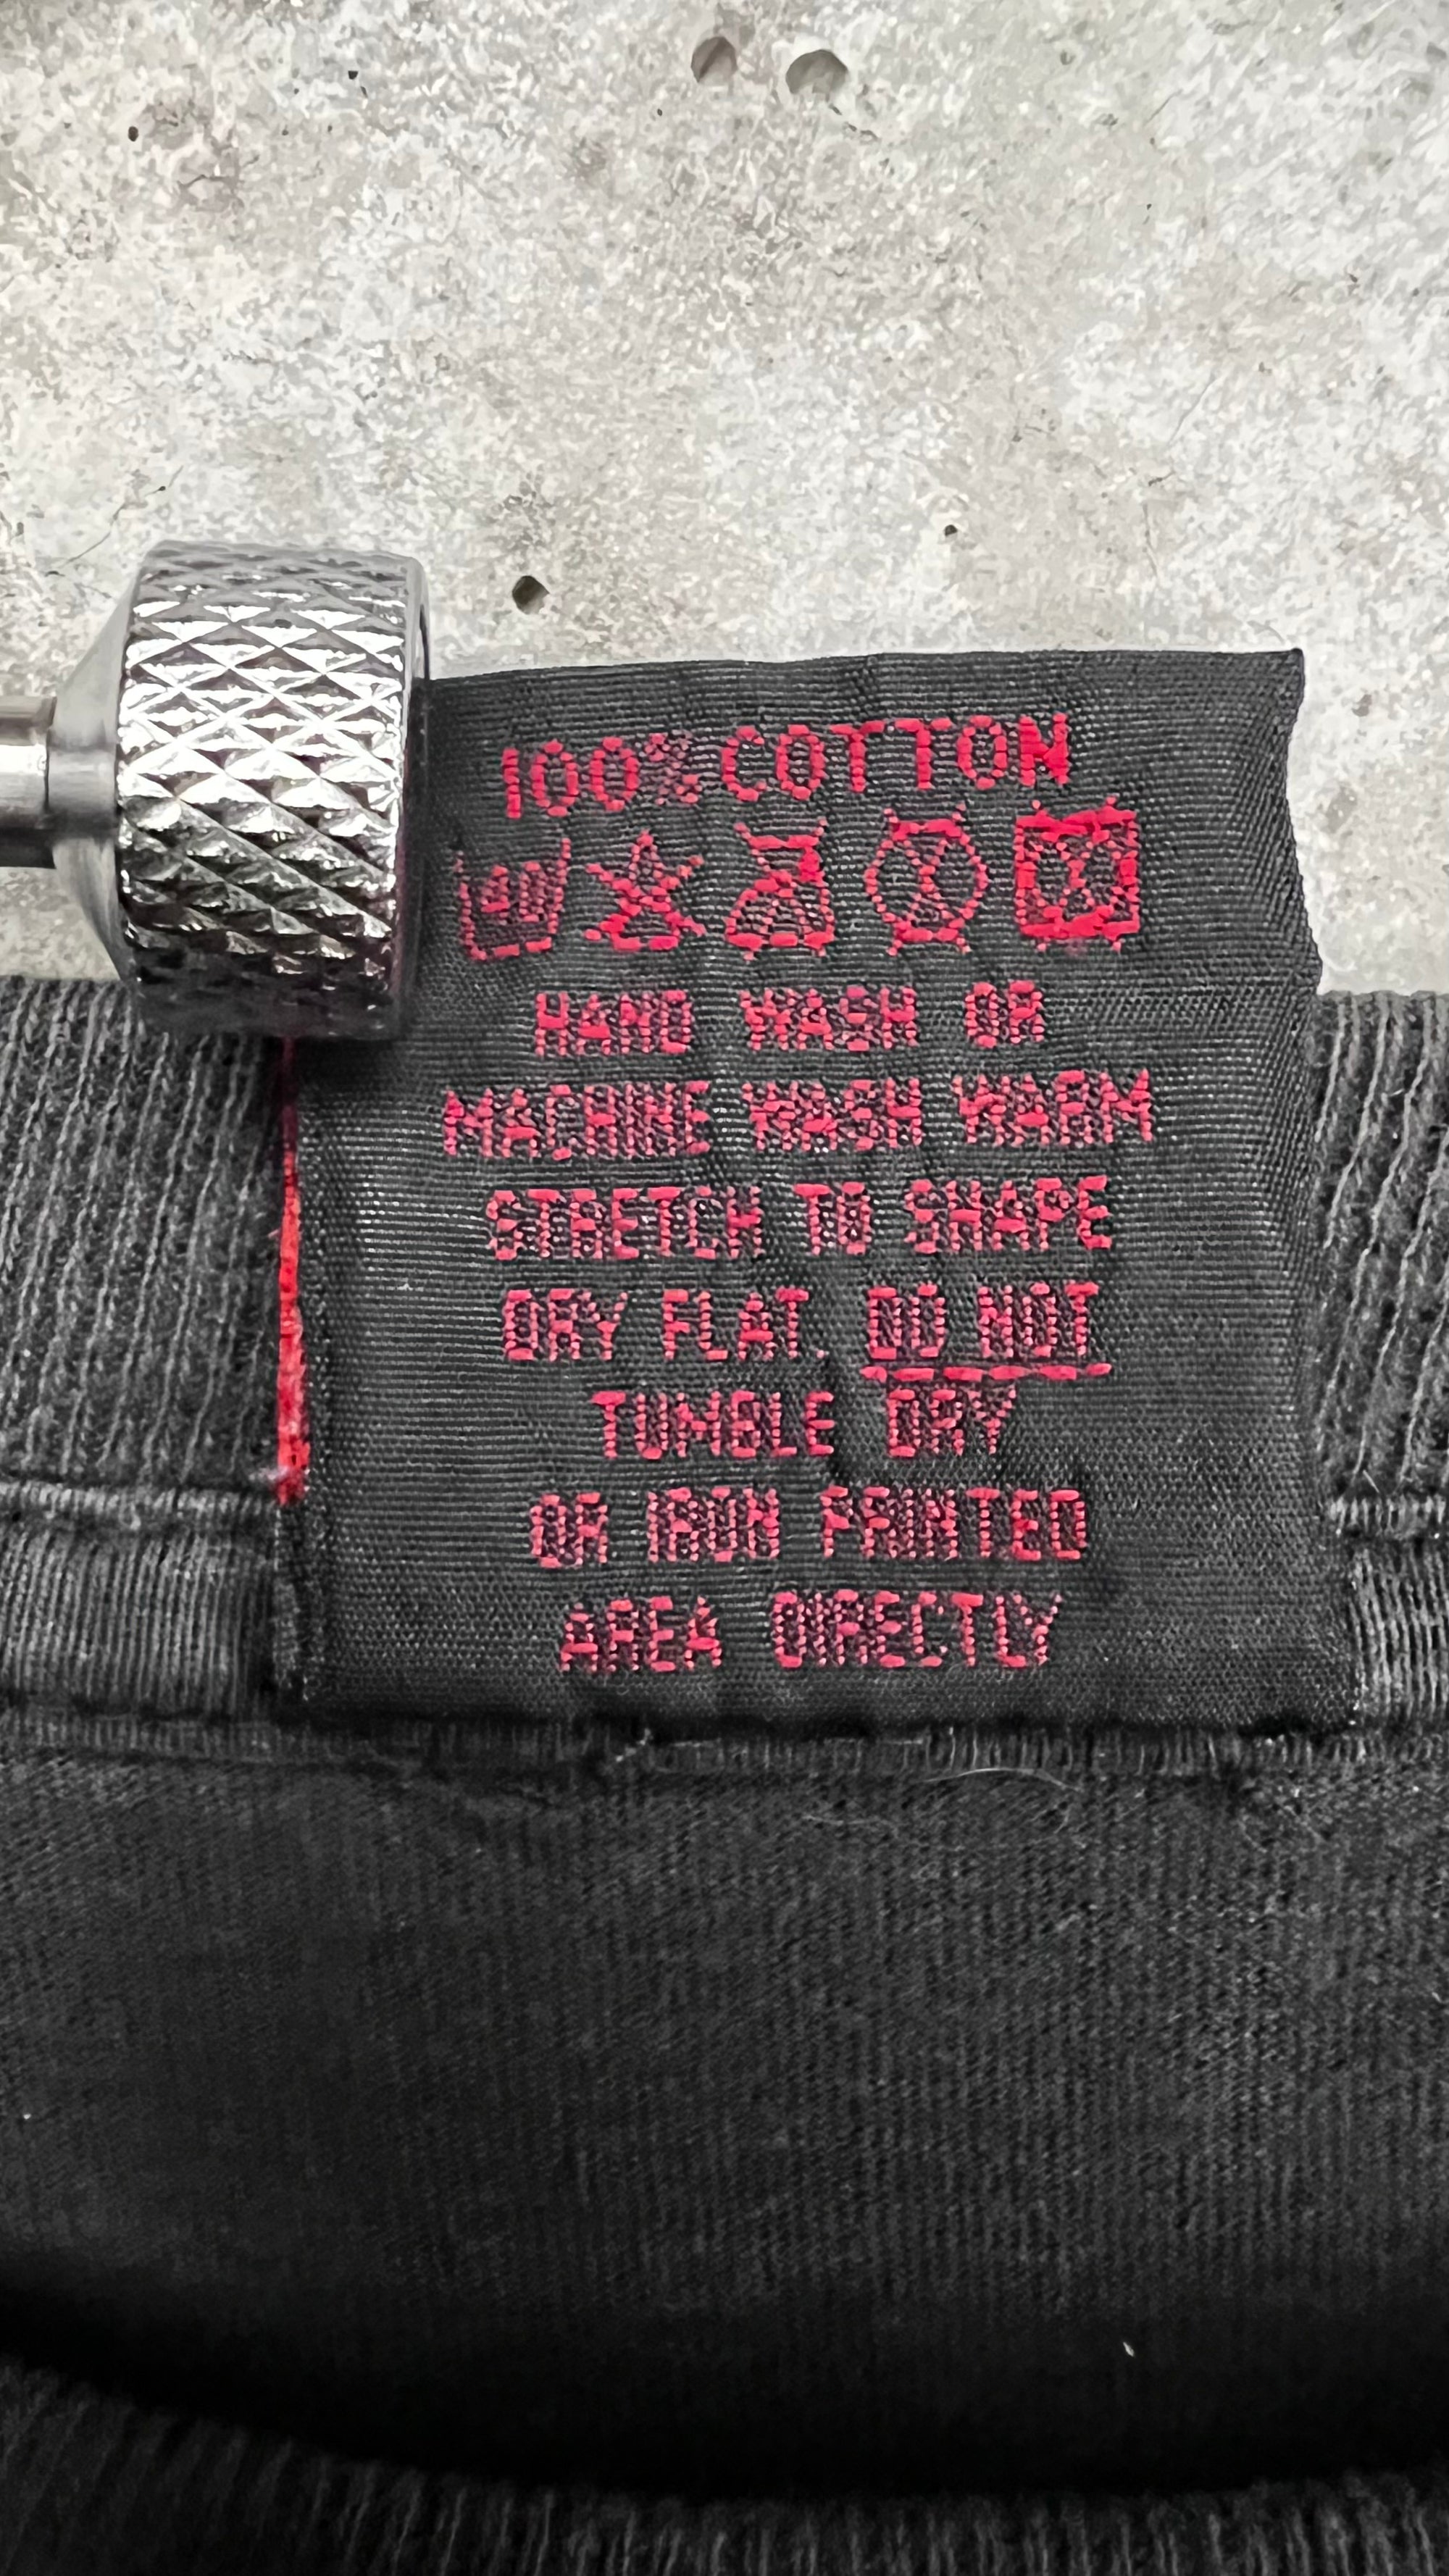 100% COTTON
40
HAND WASH OR
MACHINE WASH WARM
STRETCH TO SHAPE
DRY FLAT. DO NOT
TUMBLE DRY
OR IRON PRINTED
AREA DIRECTLY